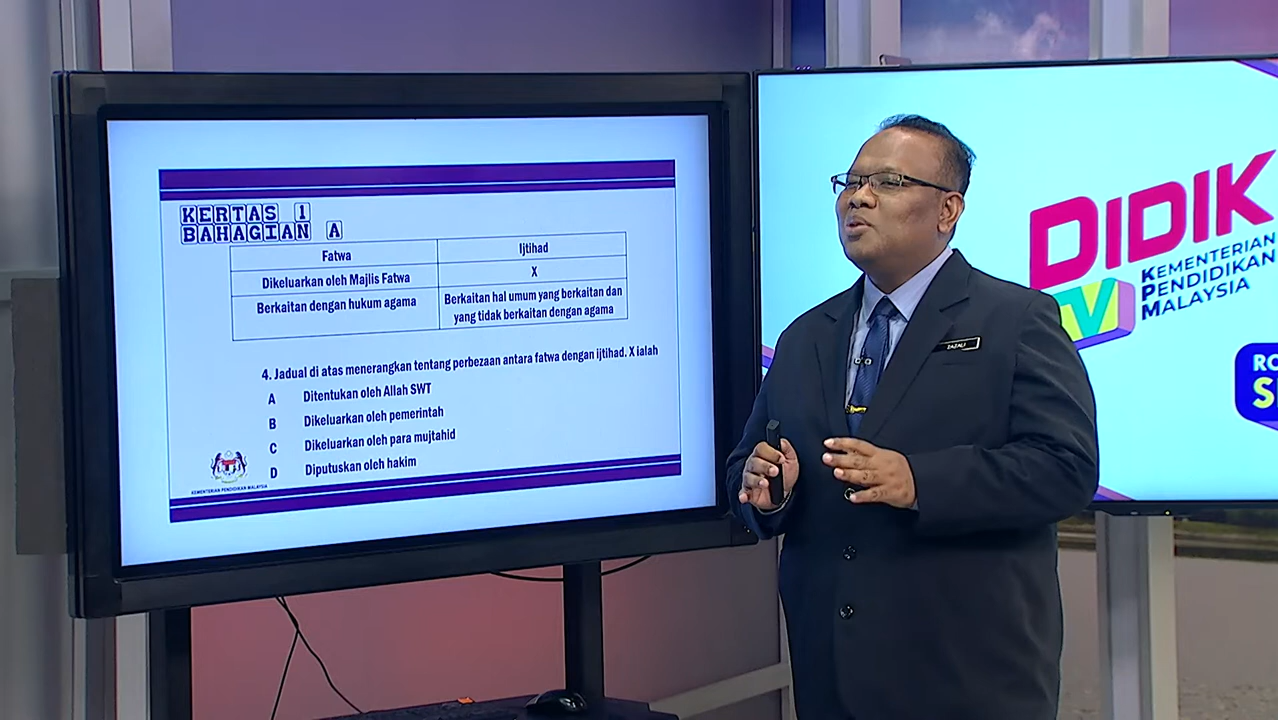 KERTAS 1
BAHAGIAN A
Fatwa
Ijtihad
Dikeluarkan oleh Majlis Fatwa
X
Berkaitan dengan hukum agama
Berkaitan hal umum yang berkaitan dan
yang tidak berkaitan dengan agama
4. Jadual di atas menerangkan tentang perbezaan antara fatwa dengan ijtihad. X ialah
A Ditentukan oleh Allah SWT
B Dikeluarkan oleh pemerintah
C Dikeluarkan oleh para mujtahid
D Diputuskan oleh hakim
KEMENTERIAN PENDIDIKAN MALAYSIA
ZAZALI
DIDIK
TV
KEMENTERIAN
PENDIDIKAN
MALAYSIA